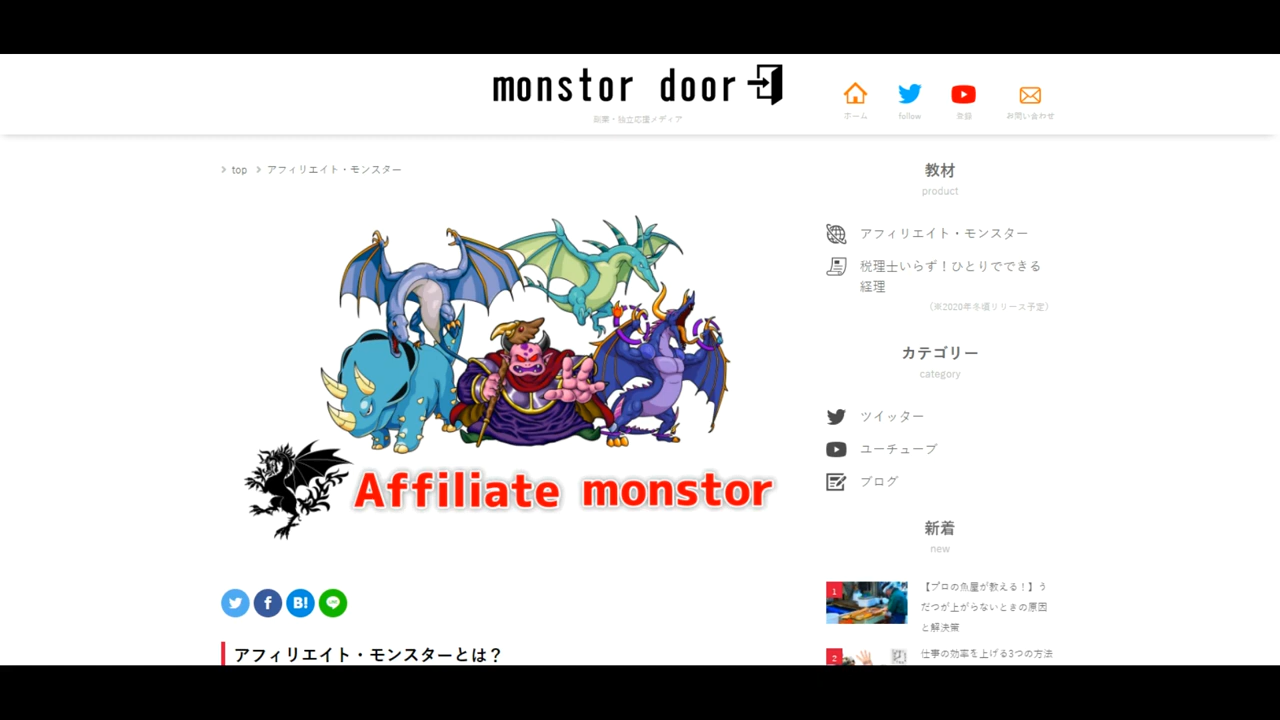 monstor door
副業・独立応援メディア
ホーム
follow
登録
お問い合わせ
top
アフィリエイト・モンスター
Affiliate monstor
B!
LINE
アフィリエイト・モンスターとは？
教材
product
アフィリエイト・モンスター
税理士いらず！ひとりでできる
経理
（※2020年冬頃リリース予定）
カテゴリー
category
ツイッター
ユーチューブ
ブログ
新着
new
1
【プロの魚屋が教える！】う
だつが上がらないときの原因
と解決策
2
仕事の効率を上げる3つの方法